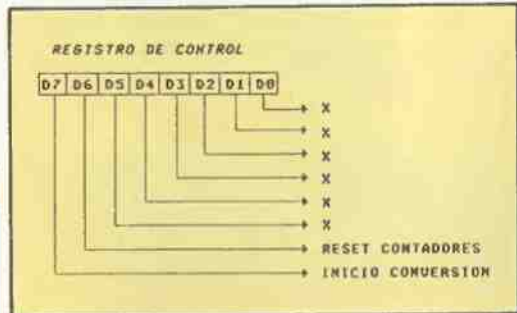 REGISTRO DE CONTROL
D7 D6 D5 D4 D3 D2 D1 D0
X
X
X
X
X
X
RESET CONTADORES
INICIO CONVERSION